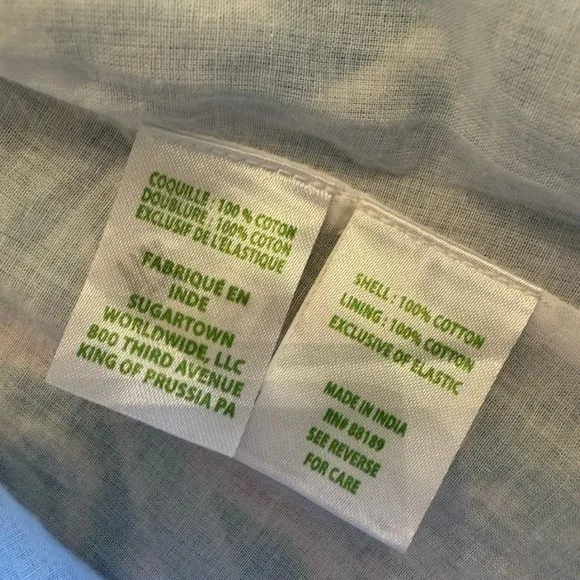 COQUILLE : 100 % COTON
DOUBLURE : 100% COTON
EXCLUSIF DE L'ÉLASTIQUE
FABRIQUÉ EN
INDE
SUGARTOWN
WORLDWIDE, LLC
800 THIRD AVENUE
KING OF PRUSSIA PA
SHELL : 100% COTTON
LINING : 100% COTTON
EXCLUSIVE OF ELASTIC
MADE IN INDIA
RN# 88189
SEE REVERSE
FOR CARE